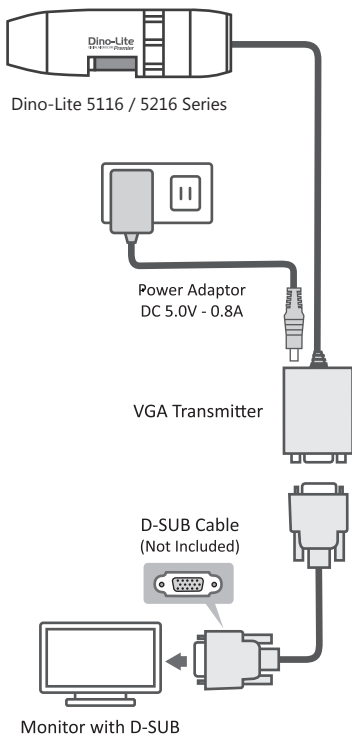 Dino-Lite
Premier
Dino-Lite 5116 / 5216 Series
Power Adaptor
DC 5.0V - 0.8A
VGA Transmitter
D-SUB Cable
(Not Included)
Monitor with D-SUB